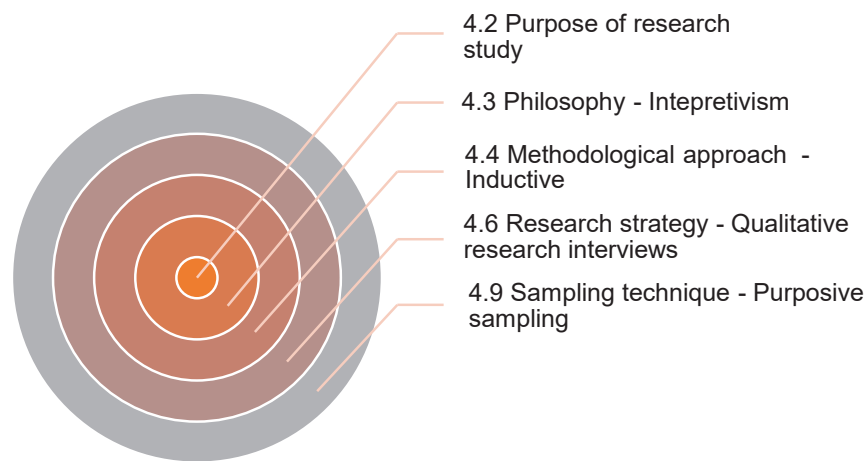 4.2 Purpose of research
study
4.3 Philosophy - Intepretivism
4.4 Methodological approach -
Inductive
4.6 Research strategy - Qualitative
research interviews
4.9 Sampling technique - Purposive
sampling